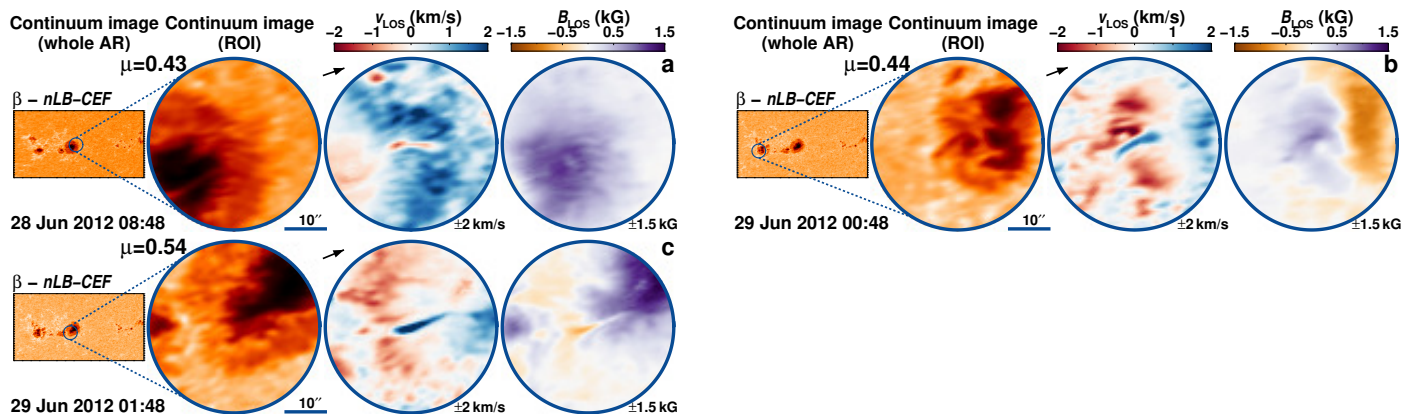 Continuum image
(whole AR)
Continuum image
(ROI)
v_LOS (km/s)
−2 −1 0 1 2
B_LOS (kG)
−1.5 −0.5 0.5 1.5
μ=0.43
a
β − nLB−CEF
28 Jun 2012 08:48
10″
±2 km/s
±1.5 kG
Continuum image
(whole AR)
Continuum image
(ROI)
v_LOS (km/s)
−2 −1 0 1 2
B_LOS (kG)
−1.5 −0.5 0.5 1.5
μ=0.44
b
β − nLB−CEF
29 Jun 2012 00:48
10″
±2 km/s
±1.5 kG
μ=0.54
c
β − nLB−CEF
29 Jun 2012 01:48
10″
±2 km/s
±1.5 kG